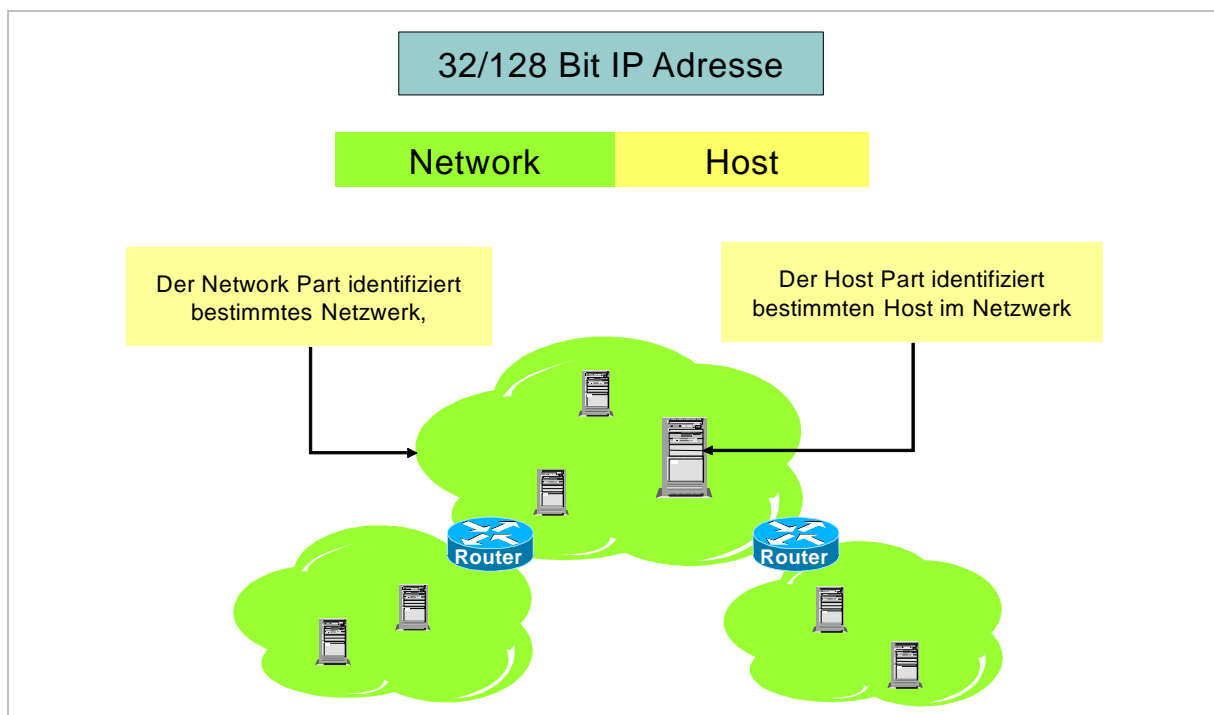 32/128 Bit IP Adresse
Network
Host
Der Network Part identifiziert
bestimmtes Netzwerk,
Der Host Part identifiziert
bestimmten Host im Netzwerk
Router
Router